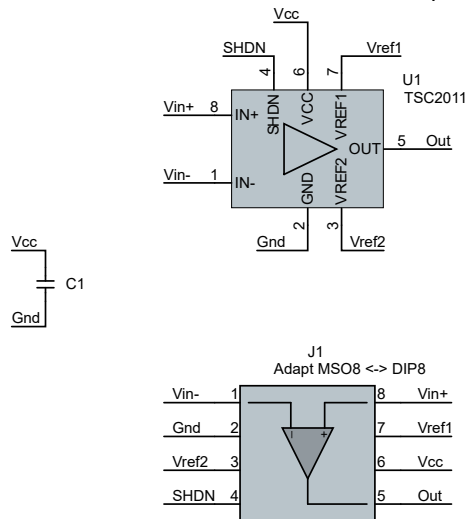 Vcc
SHDN Vref1
4 6 7
U1
TSC2011
Vin+ 8 IN+ SHDN VCC VREF1
OUT 5 Out
Vin- 1 IN- GND VREF2
2 3
Gnd Vref2
Vcc
C1
Gnd
J1
Adapt MSO8 <-> DIP8
Vin- 1 8 Vin+
- +
Gnd 2 7 Vref1
Vref2 3 6 Vcc
SHDN 4 5 Out